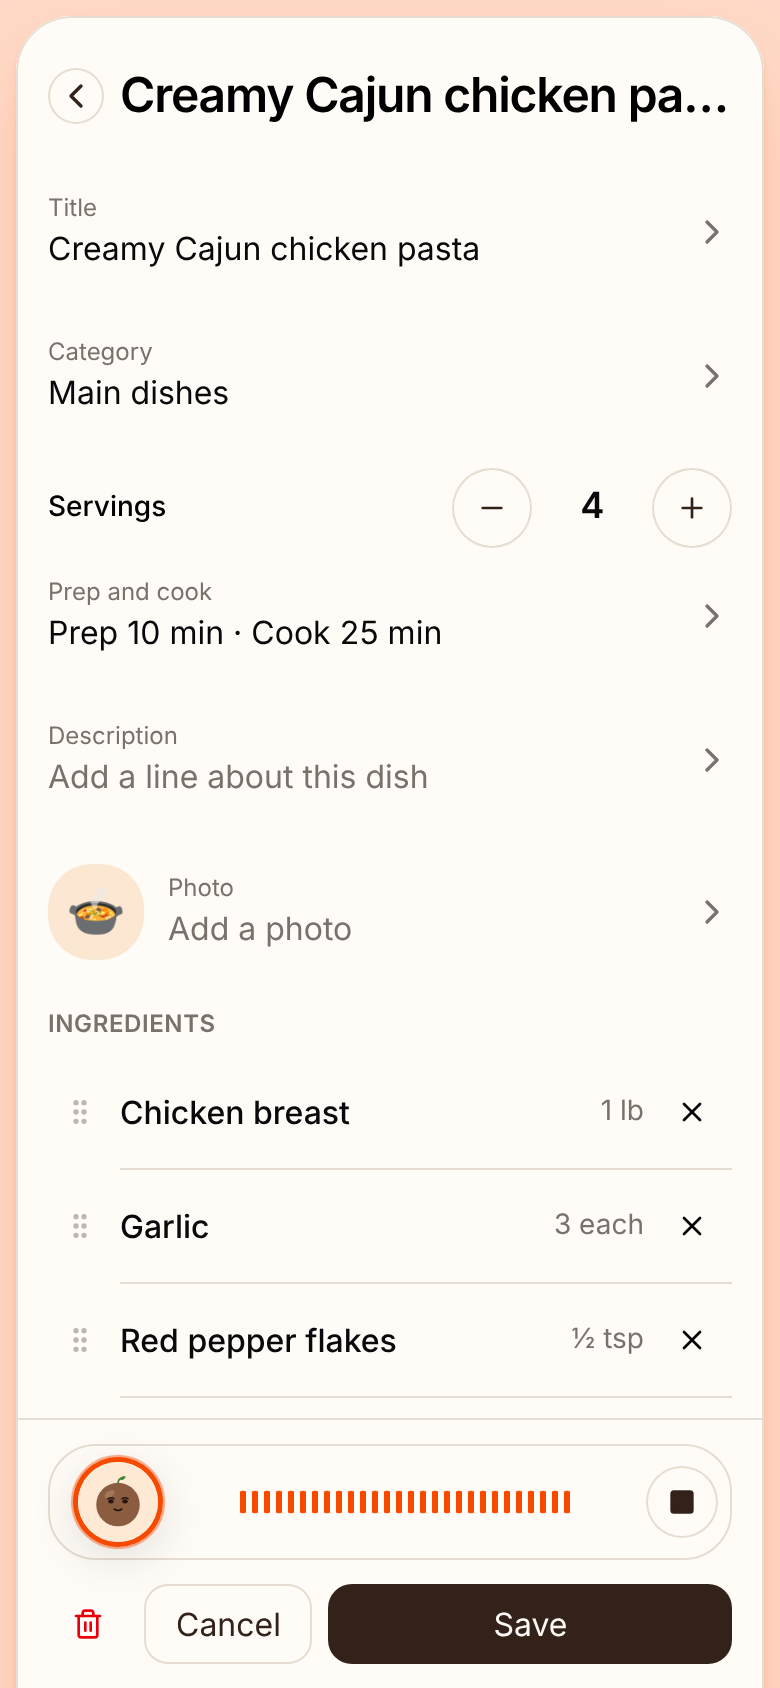 Creamy Cajun chicken pa...
Title
Creamy Cajun chicken pasta
Category
Main dishes
Servings
4
Prep and cook
Prep 10 min · Cook 25 min
Description
Add a line about this dish
Photo
Add a photo
INGREDIENTS
Chicken breast 1 lb
Garlic 3 each
Red pepper flakes ½ tsp
Cancel Save